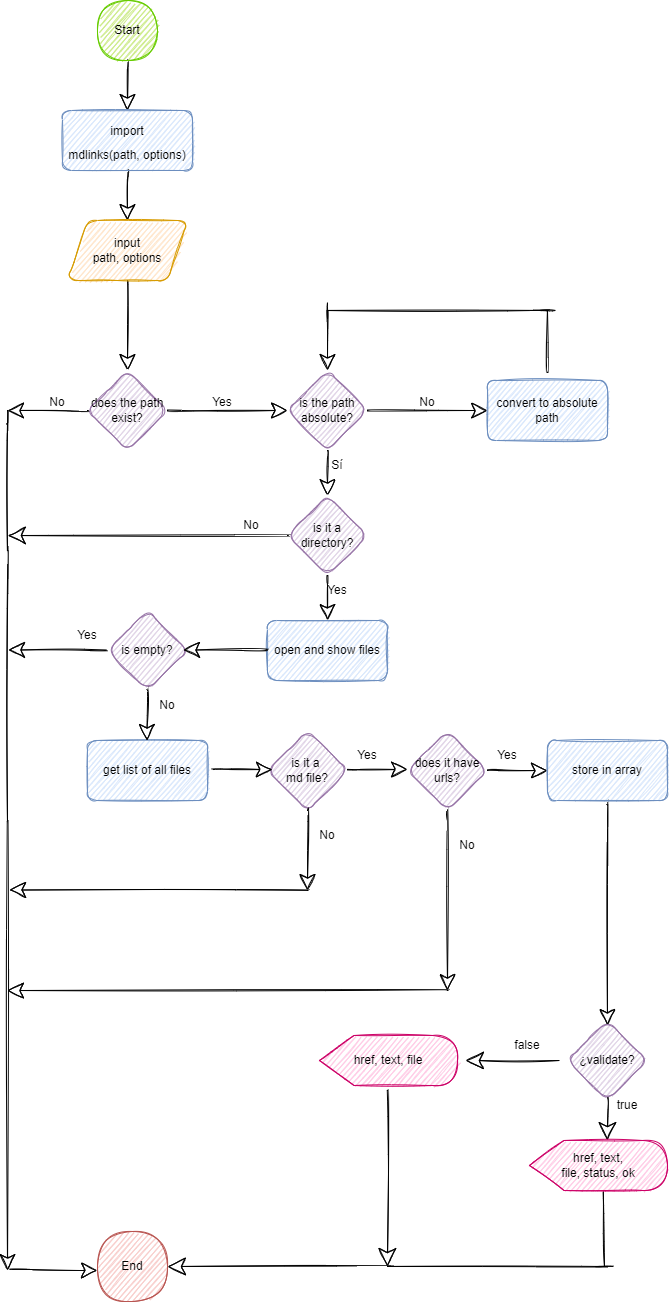 Start
import
mdlinks(path, options)
input
path, options
does the path
exist?
No
Yes
is the path
absolute?
No
convert to absolute
path
Sí
is it a
directory?
No
Yes
open and show files
is empty?
Yes
No
get list of all files
is it a
md file?
Yes
No
does it have
urls?
Yes
No
store in array
¿validate?
false
true
href, text, file
href, text,
file, status, ok
End